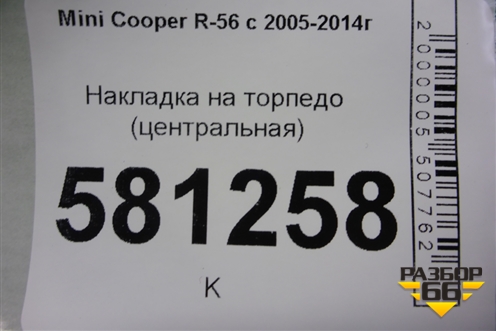 Mini Cooper R-56 с 2005-2014г
Накладка на торпедо
(центральная)
581258
К
2000005507762
РАЗБОР
66